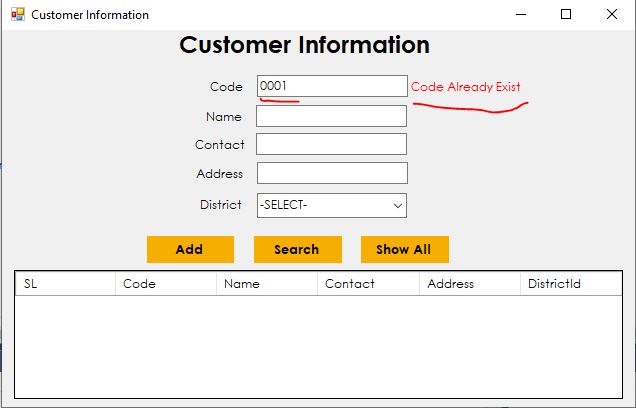 Customer Information
Customer Information
Code 0001 Code Already Exist
Name
Contact
Address
District -SELECT-
Add Search Show All
SL Code Name Contact Address DistrictId